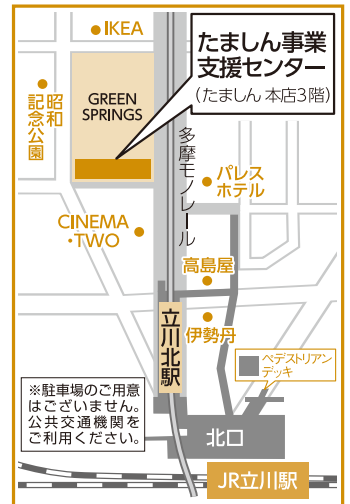 IKEA
たましん事業
支援センター
(たましん 本店3階)
GREEN
SPRINGS
昭和
記念公園
多摩モノレール
パレス
ホテル
CINEMA
・TWO
高島屋
立川北駅
伊勢丹
ペデストリアン
デッキ
※駐車場のご用意
はございません。
公共交通機関を
ご利用ください。
北口
JR立川駅